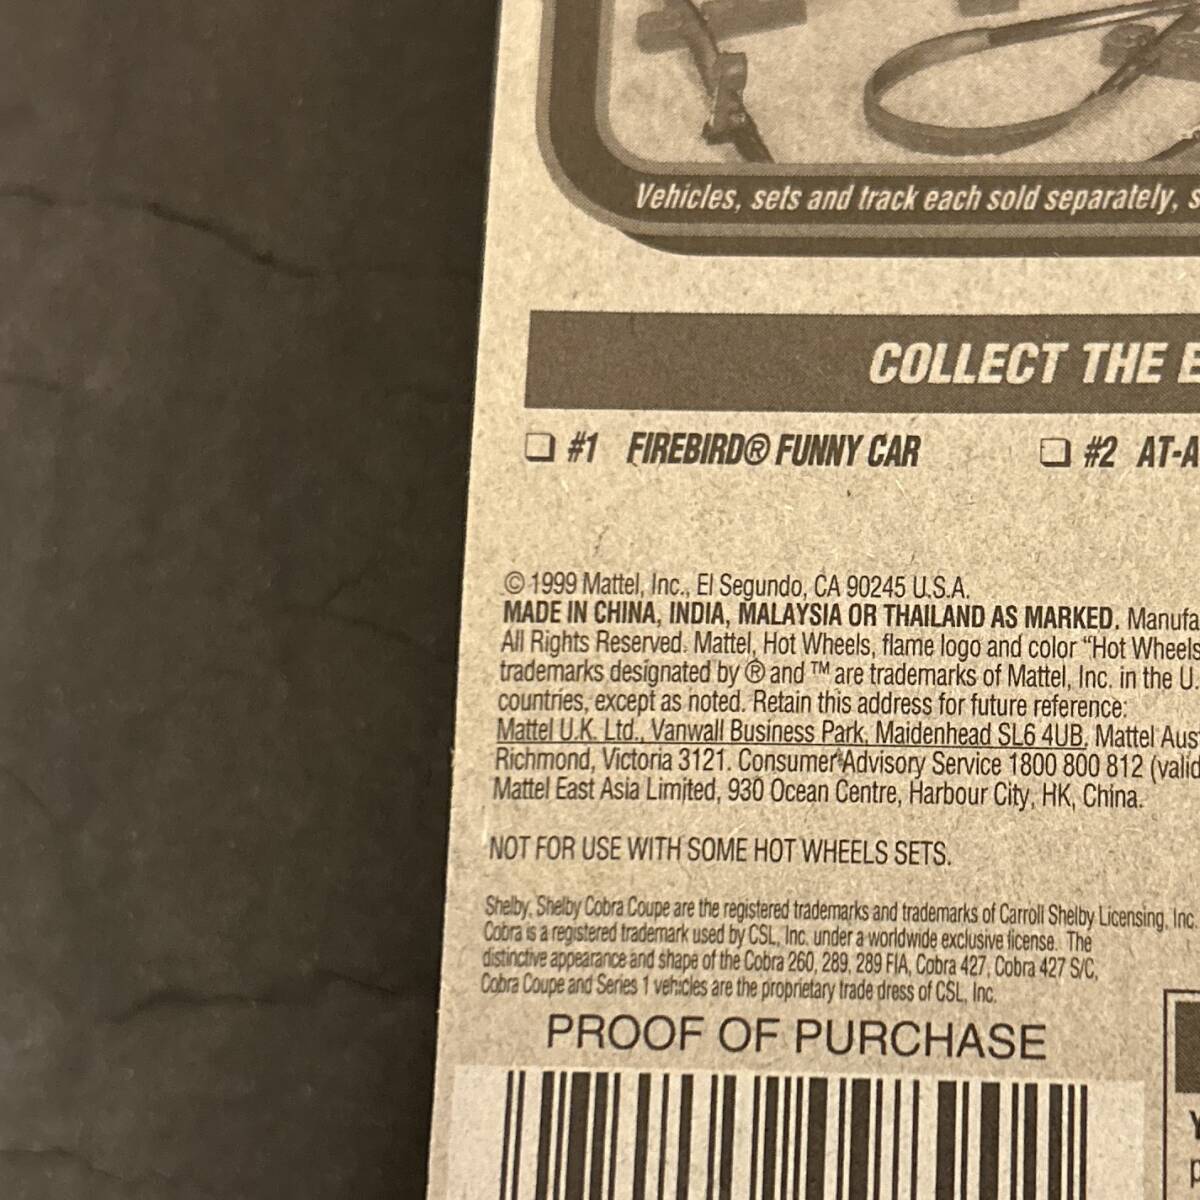 Vehicles, sets and track each sold separately, s
COLLECT THE E
#1 FIREBIRD® FUNNY CAR
#2 AT-A
© 1999 Mattel, Inc., El Segundo, CA 90245 U.S.A.
MADE IN CHINA, INDIA, MALAYSIA OR THAILAND AS MARKED. Manufa
All Rights Reserved. Mattel, Hot Wheels, flame logo and color “Hot Wheels
trademarks designated by ® and ™ are trademarks of Mattel, Inc. in the U.
countries, except as noted. Retain this address for future reference:
Mattel U.K. Ltd., Vanwall Business Park, Maidenhead SL6 4UB. Mattel Aus
Richmond, Victoria 3121. Consumer Advisory Service 1800 800 812 (valid
Mattel East Asia Limited, 930 Ocean Centre, Harbour City, HK, China.
NOT FOR USE WITH SOME HOT WHEELS SETS.
Shelby, Shelby Cobra Coupe are the registered trademarks and trademarks of Carroll Shelby Licensing, Inc.
Cobra is a registered trademark used by CSL, Inc. under a worldwide exclusive license. The
distinctive appearance and shape of the Cobra 260, 289, 289 FIA, Cobra 427, Cobra 427 S/C,
Cobra Coupe and Series 1 vehicles are the proprietary trade dress of CSL, Inc.
PROOF OF PURCHASE